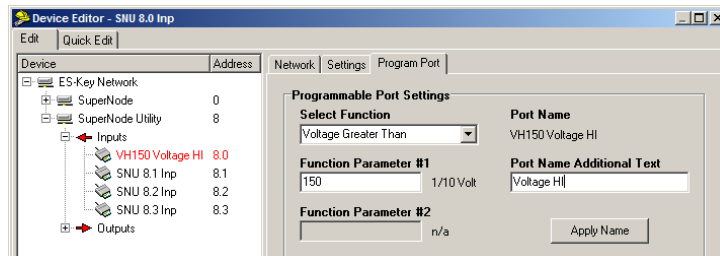 Device Editor - SNU 8.0 Inp
Edit Quick Edit
Device Address
ES-Key Network
SuperNode 0
SuperNode Utility 8
Inputs
VH150 Voltage HI 8.0
SNU 8.1 Inp 8.1
SNU 8.2 Inp 8.2
SNU 8.3 Inp 8.3
Outputs
Network Settings Program Port
Programmable Port Settings
Select Function Port Name
Voltage Greater Than VH150 Voltage HI
Function Parameter #1 Port Name Additional Text
150 1/10 Volt Voltage HI
Function Parameter #2
n/a Apply Name